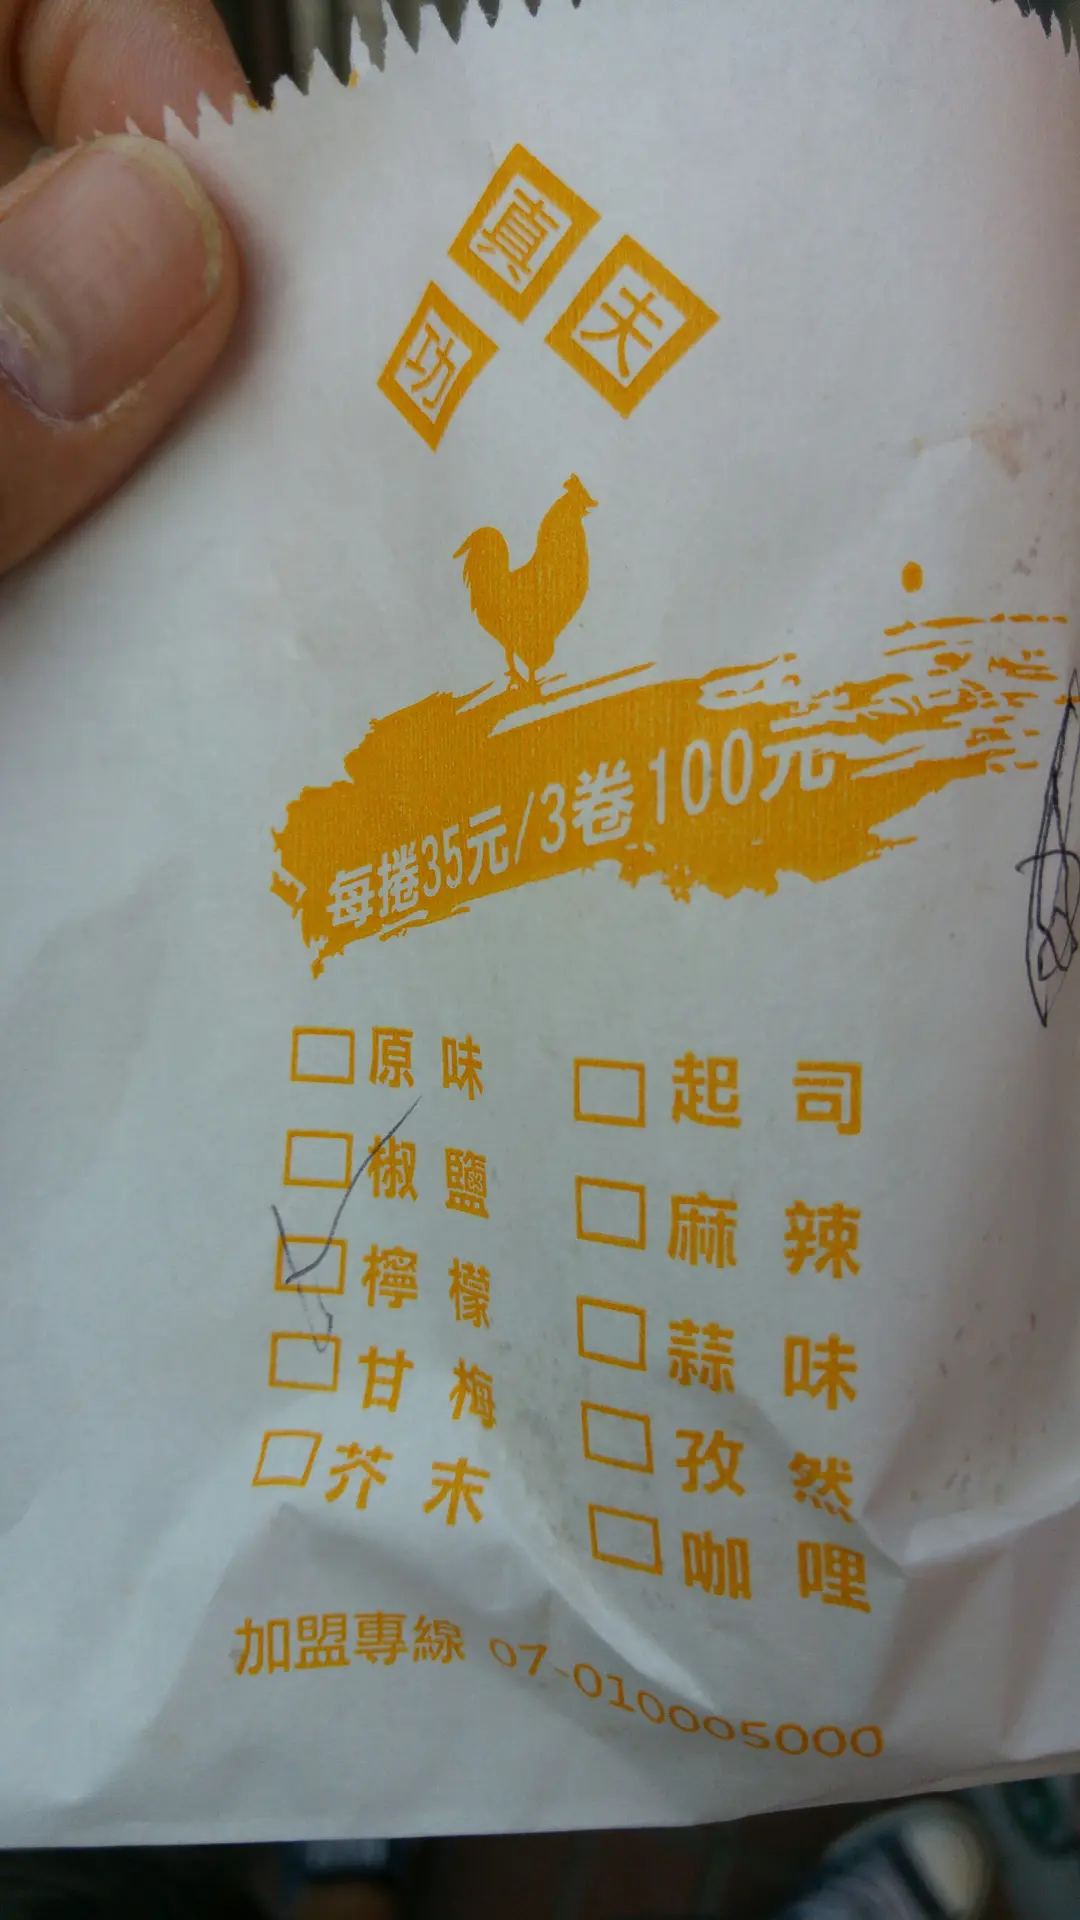 真功夫
每捲35元/3卷100元
原味
椒鹽
檸檬
甘梅
芥末
起司
麻辣
蒜味
孜然
咖哩
加盟專線 07-010005000